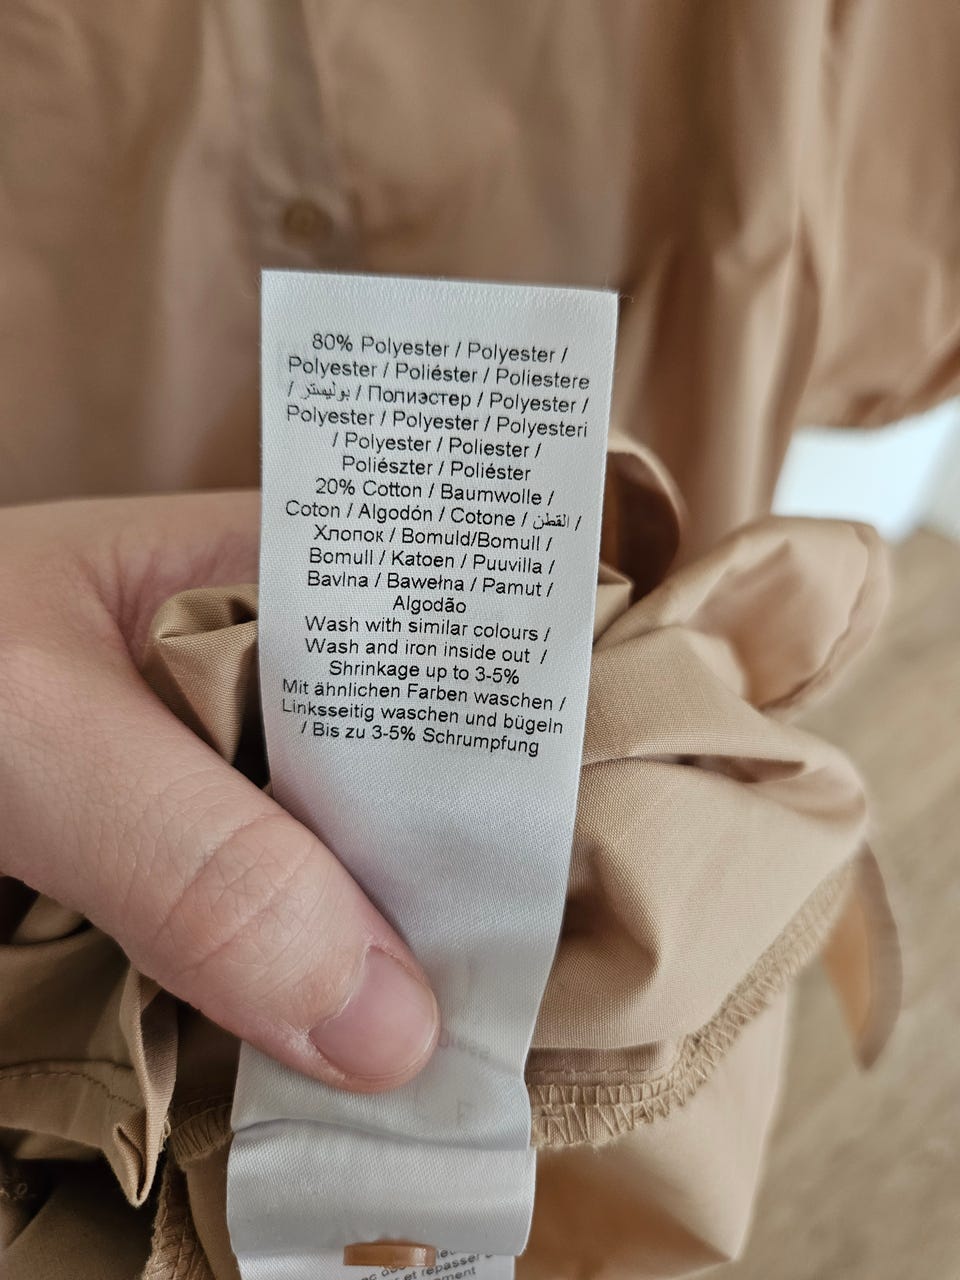 80% Polyester / Polyester /
Polyester / Poliéster / Poliestere
/ بوليستر / Полиэстер / Polyester /
Polyester / Polyester / Polyesteri
/ Polyester / Poliester /
Poliészter / Poliéster
20% Cotton / Baumwolle /
Coton / Algodón / Cotone / القطن /
Хлопок / Bomuld/Bomull /
Bomull / Katoen / Puuvilla /
Bavlna / Bawełna / Pamut /
Algodão
Wash with similar colours /
Wash and iron inside out /
Shrinkage up to 3-5%
Mit ähnlichen Farben waschen /
Linksseitig waschen und bügeln
/ Bis zu 3-5% Schrumpfung
et repasser